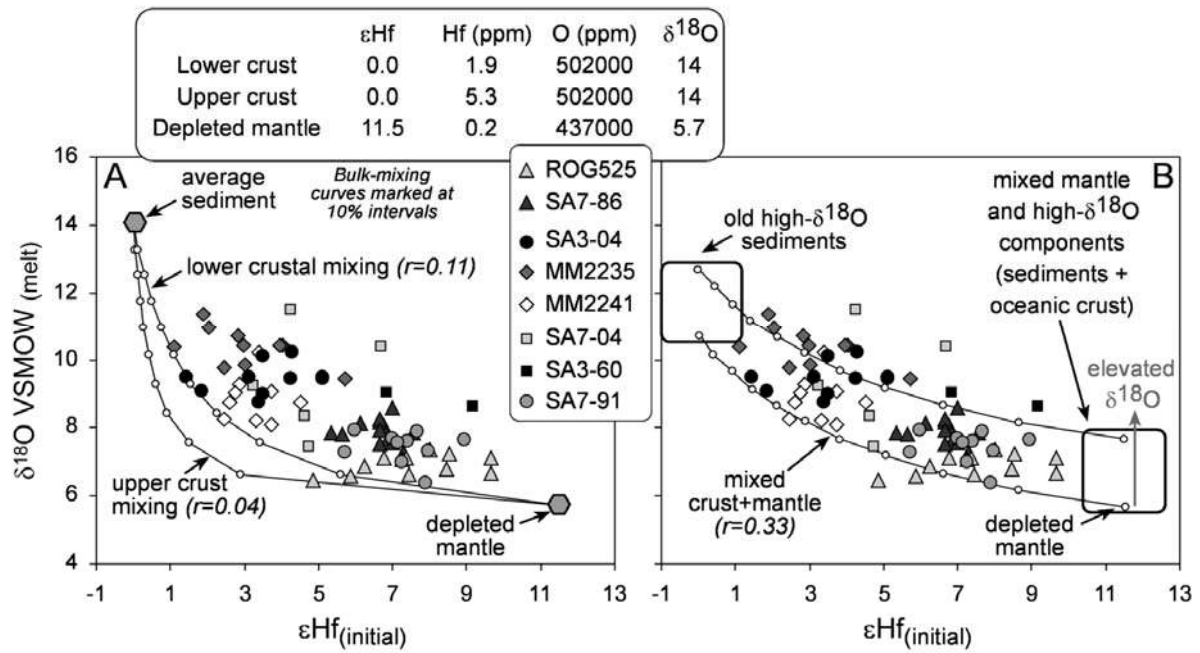 εHf Hf (ppm) O (ppm) δ18O
Lower crust 0.0 1.9 502000 14
Upper crust 0.0 5.3 502000 14
Depleted mantle 11.5 0.2 437000 5.7
16
14
12
10
8
6
4
δ18O VSMOW (melt)
A
average
sediment
Bulk-mixing
curves marked at
10% intervals
lower crustal mixing (r=0.11)
upper crust
mixing (r=0.04)
depleted
mantle
-1 1 3 5 7 9 11 13
εHf(initial)
ROG525
SA7-86
SA3-04
MM2235
MM2241
SA7-04
SA3-60
SA7-91
B
old high-δ18O
sediments
mixed mantle
and high-δ18O
components
(sediments +
oceanic crust)
elevated
δ18O
mixed
crust+mantle
(r=0.33)
depleted
mantle
-1 1 3 5 7 9 11 13
εHf(initial)